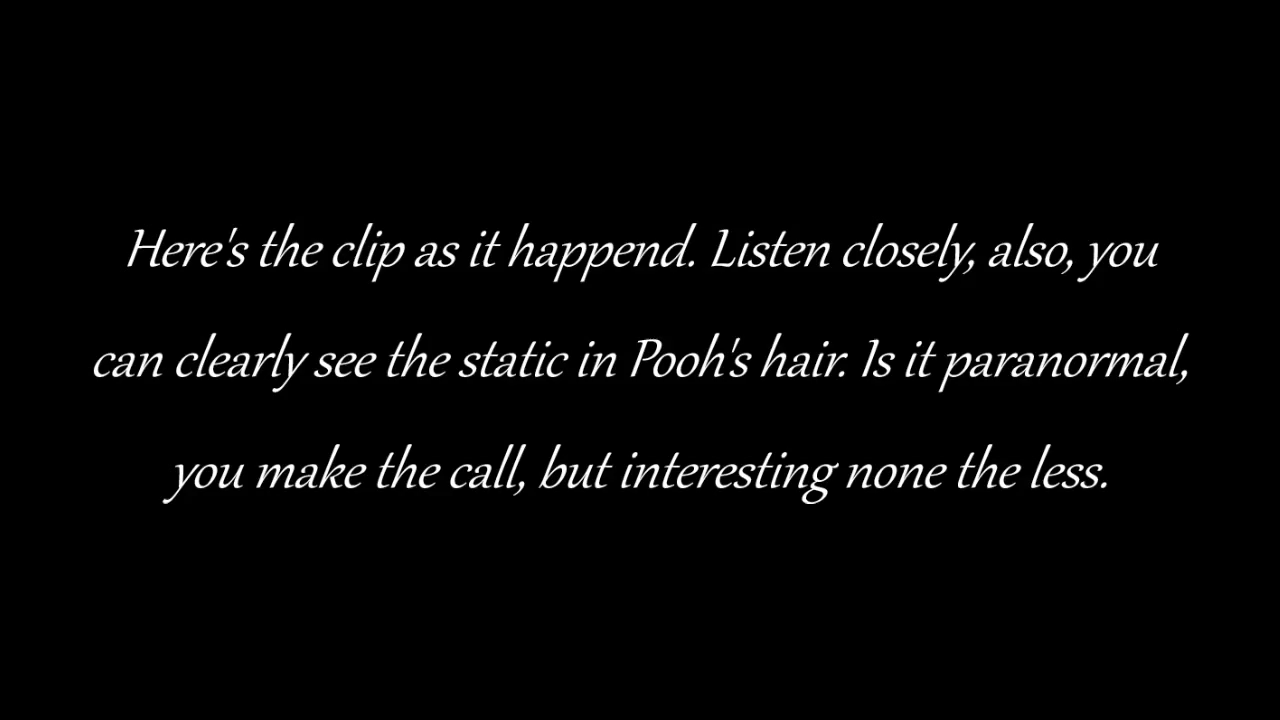 Here's the clip as it happend. Listen closely, also, you
can clearly see the static in Pooh's hair. Is it paranormal,
you make the call, but interesting none the less.